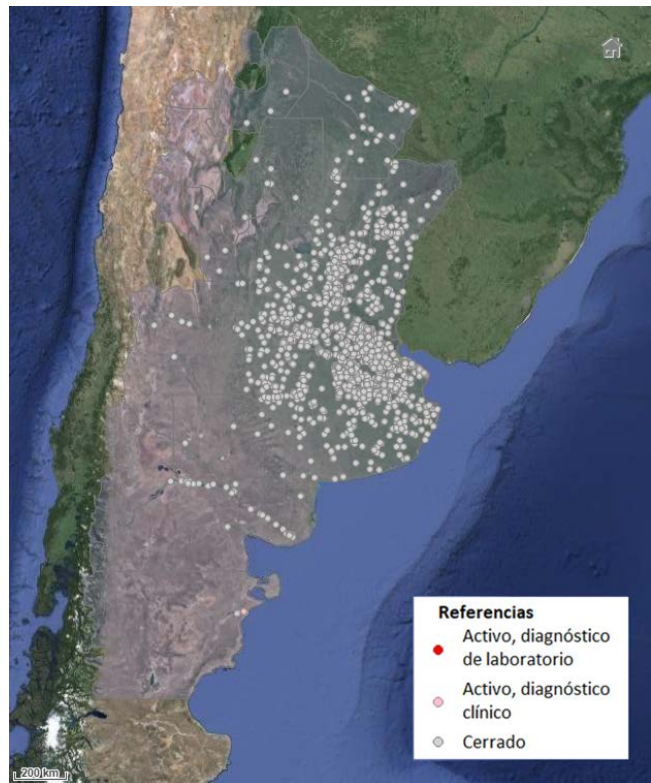 Referencias
Activo, diagnóstico
de laboratorio
Activo, diagnóstico
clínico
Cerrado
200 km